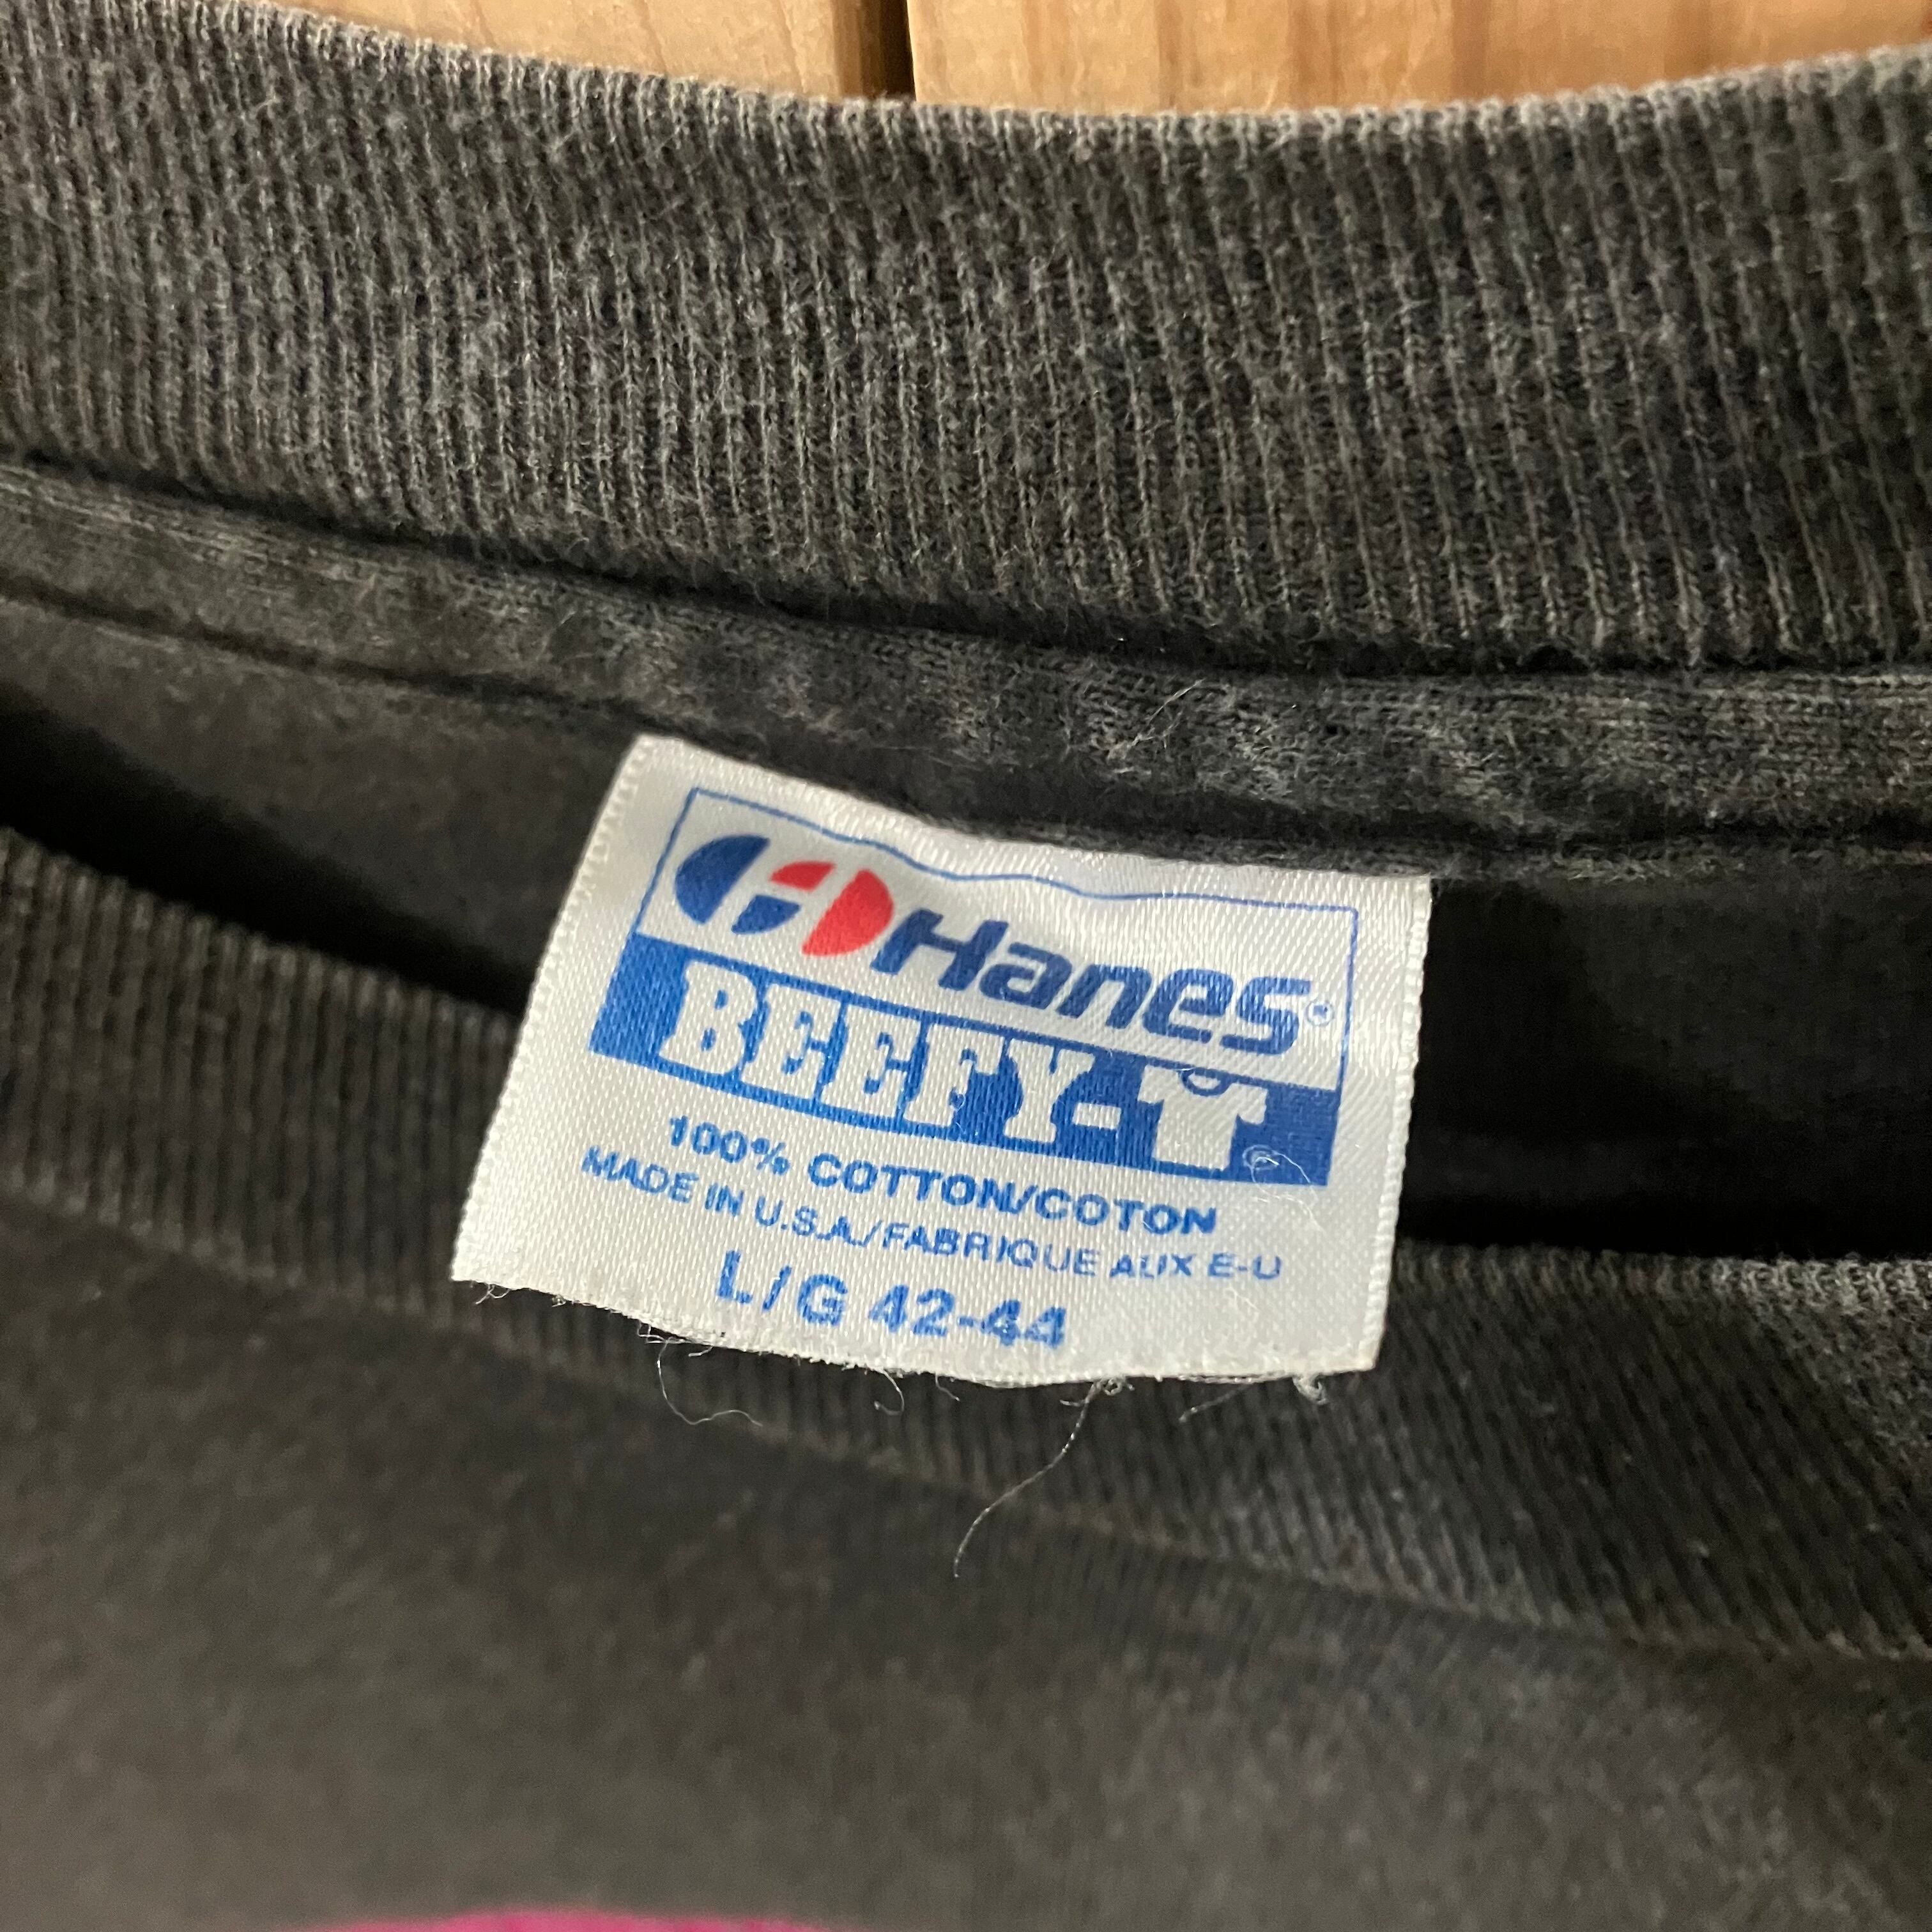 Hanes®
BEEFY-T®
100% COTTON/COTON
MADE IN U.S.A./FABRIQUE AUX E-U
L/G 42-44